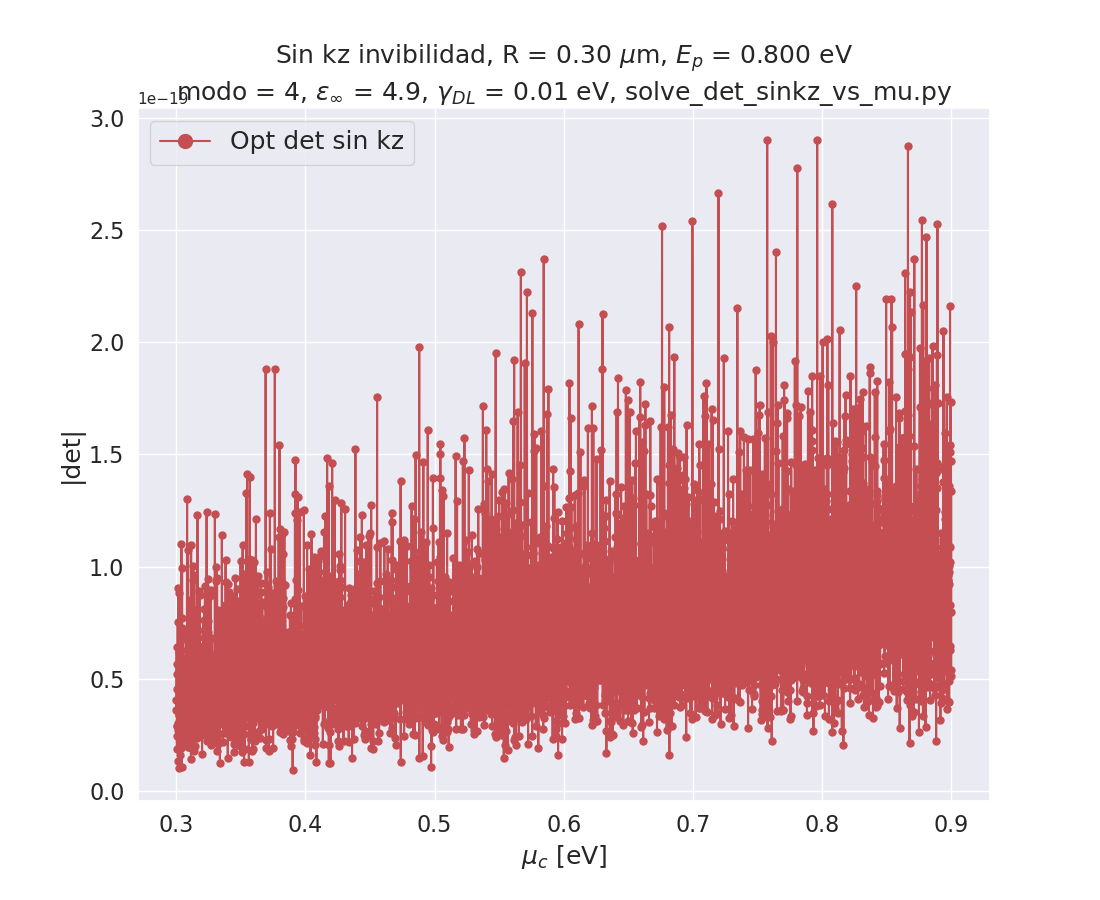 Sin kz invibilidad, R = 0.30 μm, E_p = 0.800 eV
modo = 4, ε_∞ = 4.9, γ_DL = 0.01 eV, solve_det_sinkz_vs_mu.py
1e−19
Opt det sin kz
3.0
2.5
2.0
1.5
1.0
0.5
0.0
|det|
0.3 0.4 0.5 0.6 0.7 0.8 0.9
μ_c [eV]